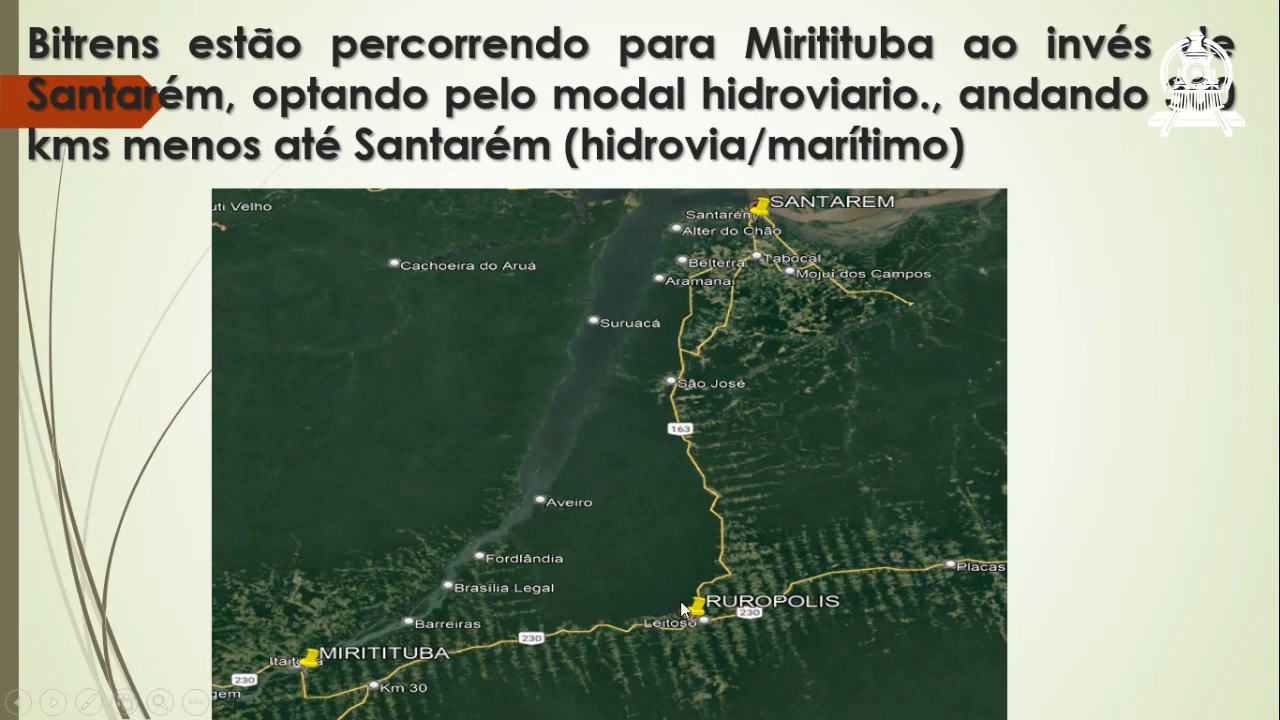 Bitrens estão percorrendo para Miritituba ao invés de
Santarém, optando pelo modal hidroviario., andando
kms menos até Santarém (hidrovia/marítimo)
uti Velho
SANTAREM
Santarém
Alter do Chão
Cachoeira do Aruá
Belterra
Tabocal
Mojuí dos Campos
Aramanaí
Suruacá
São José
163
Aveiro
Fordlândia
Brasília Legal
Placas
RUROPOLIS
230
Leitoso
Barreiras
230
MIRITITUBA
230
Km 30
gem